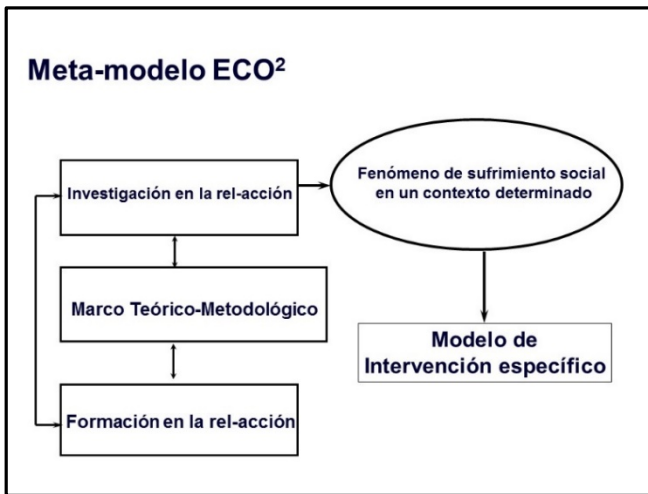 Meta-modelo ECO²
Investigación en la rel-acción
Fenómeno de sufrimiento social
en un contexto determinado
Marco Teórico-Metodológico
Modelo de
Intervención específico
Formación en la rel-acción